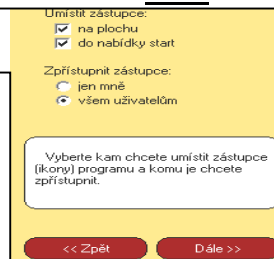 Umístit zástupce:
na plochu
do nabídky start
Zpřístupnit zástupce:
jen mně
všem uživatelům
Vyberte kam chcete umístit zástupce
(ikony) programu a komu je chcete
zpřístupnit.
<< Zpět
Dále >>